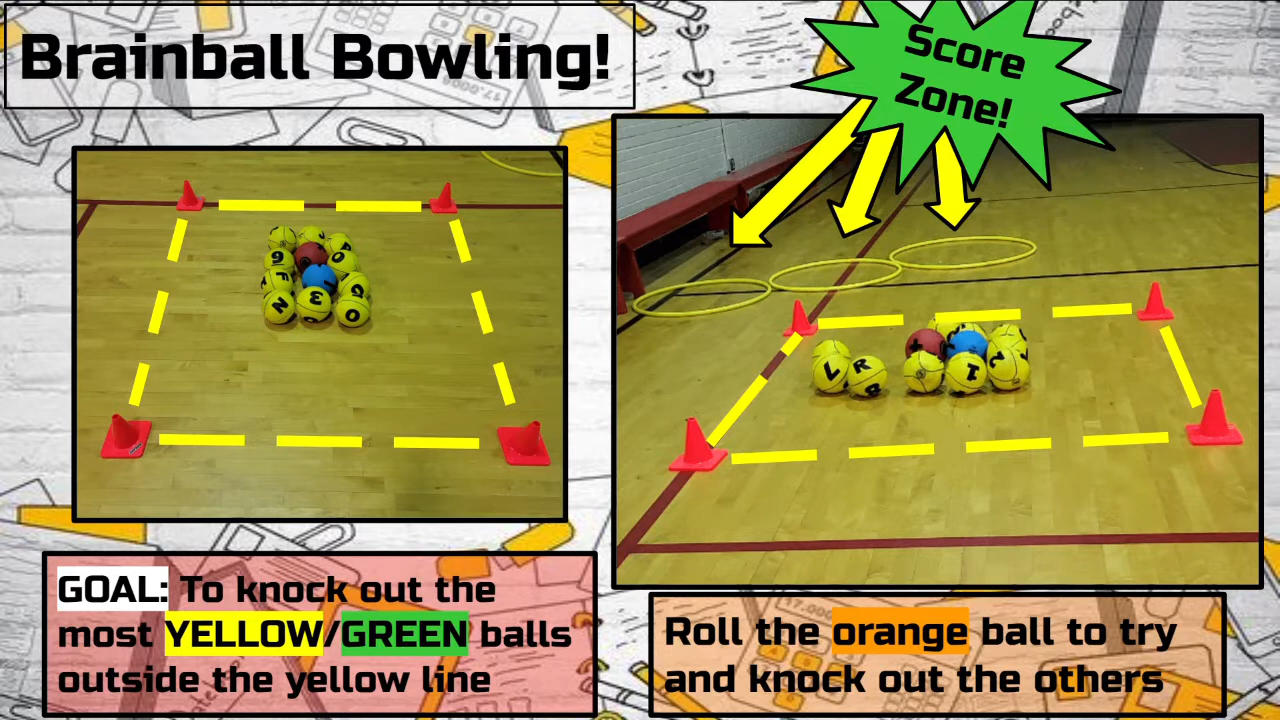 Brainball Bowling!
Score
Zone!
GOAL: To knock out the
most YELLOW/GREEN balls
outside the yellow line
Roll the orange ball to try
and knock out the others